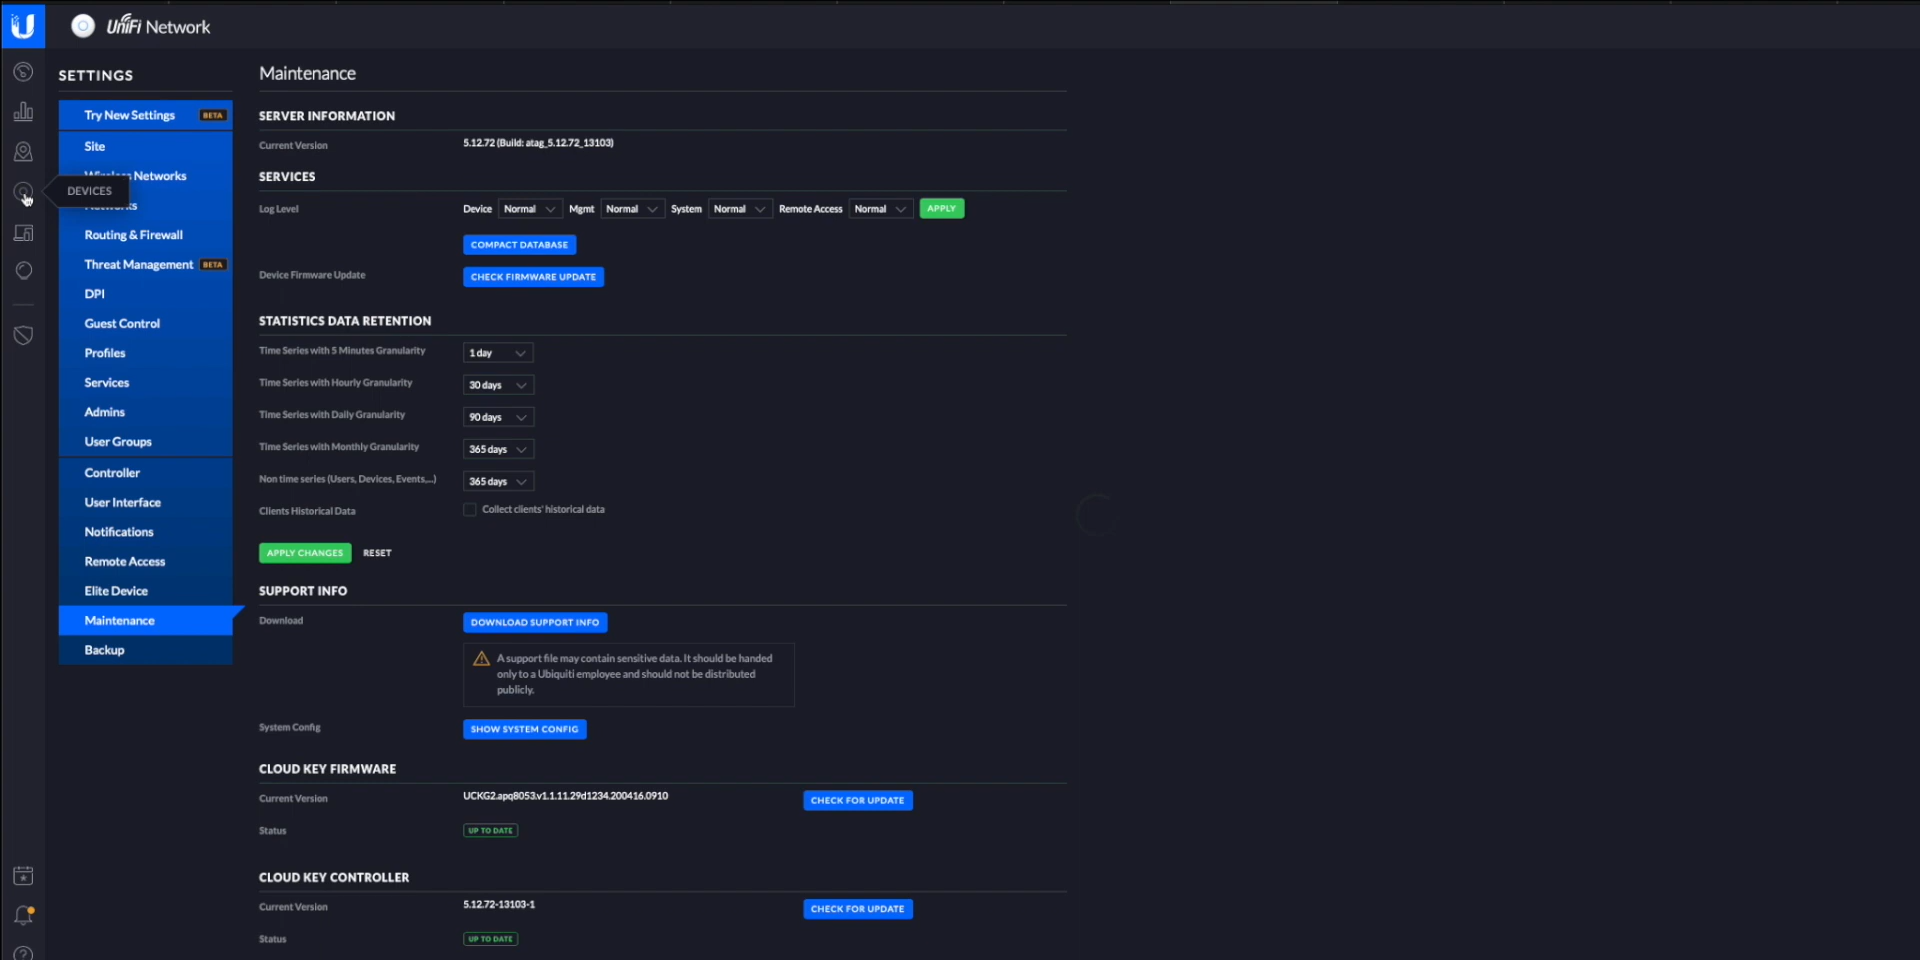 UniFi Network
SETTINGS
Try New Settings BETA
Site
Wireless Networks
DEVICES
Networks
Routing & Firewall
Threat Management BETA
DPI
Guest Control
Profiles
Services
Admins
User Groups
Controller
User Interface
Notifications
Remote Access
Elite Device
Maintenance
Backup
Maintenance
SERVER INFORMATION
Current Version 5.12.72 (Build: atag_5.12.72_13103)
SERVICES
Log Level Device Normal Mgmt Normal System Normal Remote Access Normal APPLY
COMPACT DATABASE
Device Firmware Update CHECK FIRMWARE UPDATE
STATISTICS DATA RETENTION
Time Series with 5 Minutes Granularity 1 day
Time Series with Hourly Granularity 30 days
Time Series with Daily Granularity 90 days
Time Series with Monthly Granularity 365 days
Non time series (Users, Devices, Events,...) 365 days
Clients Historical Data Collect clients' historical data
APPLY CHANGES RESET
SUPPORT INFO
Download DOWNLOAD SUPPORT INFO
A support file may contain sensitive data. It should be handed
only to a Ubiquiti employee and should not be distributed
publicly.
System Config SHOW SYSTEM CONFIG
CLOUD KEY FIRMWARE
Current Version UCKG2.apq8053.v1.1.11.29d1234.200416.0910 CHECK FOR UPDATE
Status UP TO DATE
CLOUD KEY CONTROLLER
Current Version 5.12.72-13103-1 CHECK FOR UPDATE
Status UP TO DATE